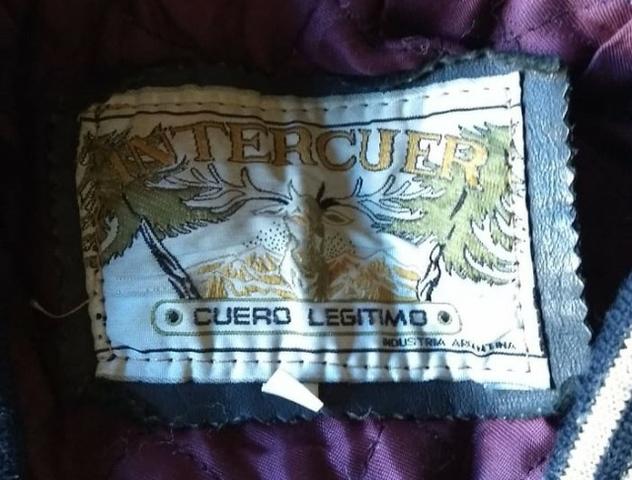 INTERCUER
CUERO LEGITIMO
INDUSTRIA ARGENTINA